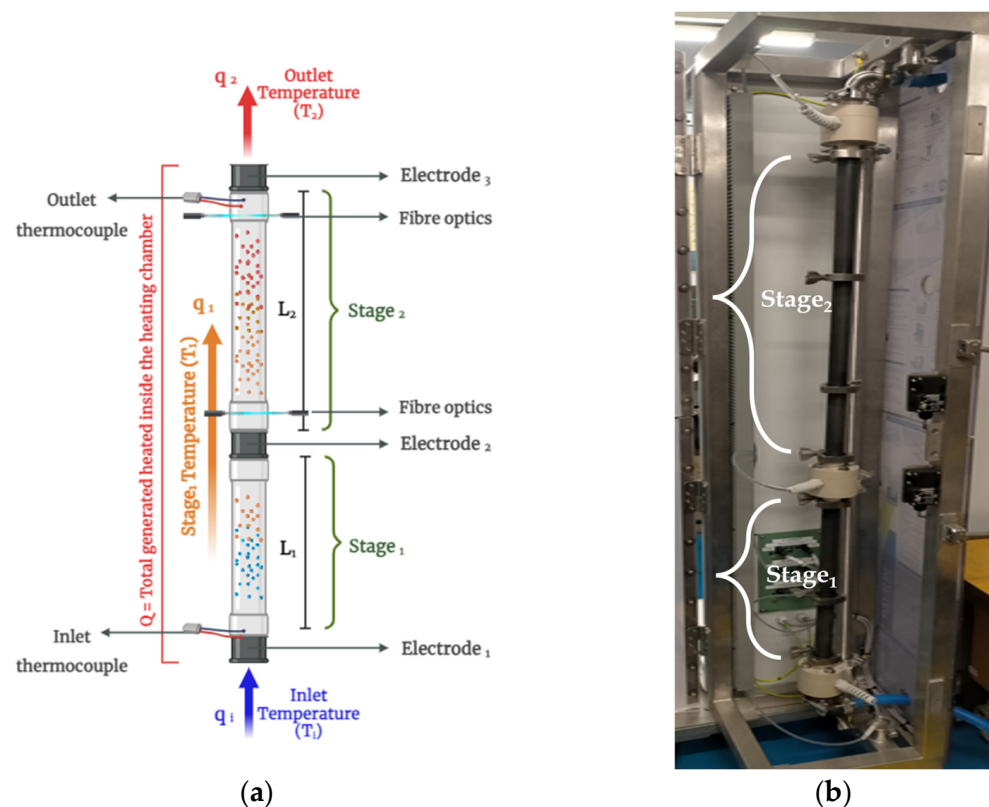 q₂
Outlet
Temperature
(T₂)
Electrode ₃
Outlet
thermocouple
Fibre optics
L₂
Stage ₂
q₁
Stage₁ Temperature (T₁)
Q = Total generated heated inside the heating chamber
Fibre optics
Electrode ₂
L₁
Stage ₁
Inlet
thermocouple
Electrode ₁
q ᵢ
Inlet
Temperature
(Tᵢ)
(a)
Stage₂
Stage₁
(b)